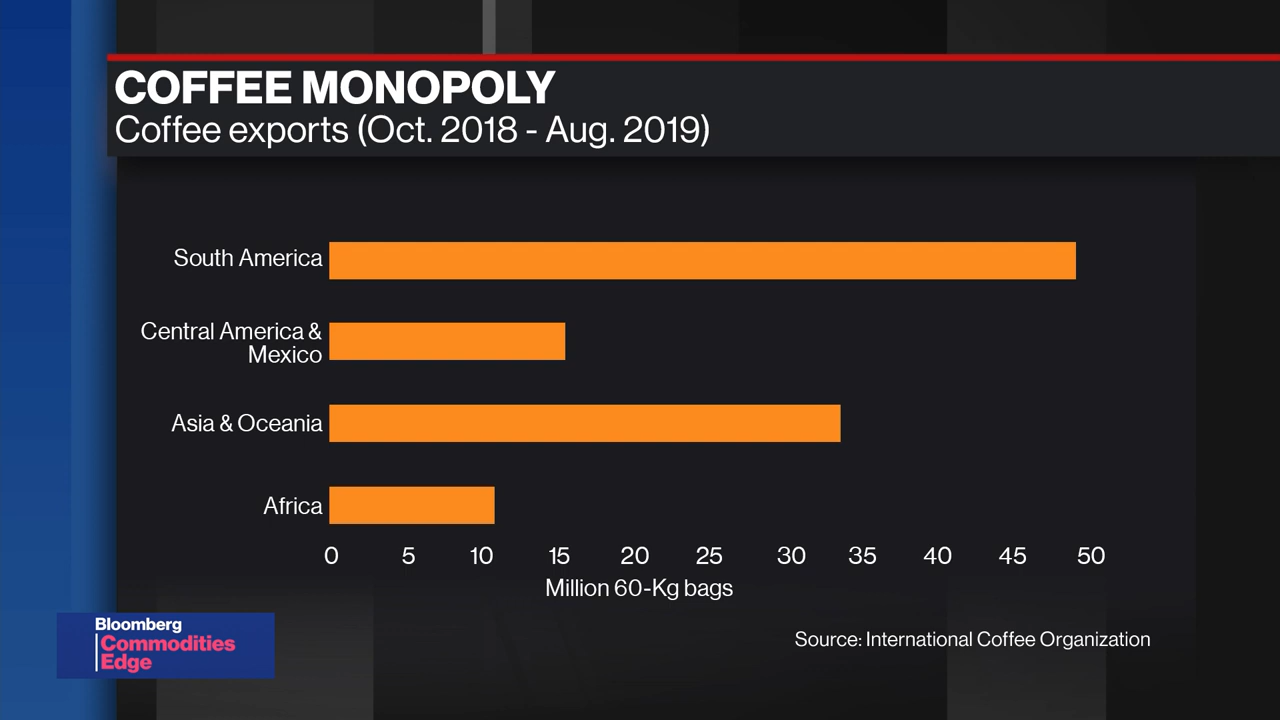 COFFEE MONOPOLY
Coffee exports (Oct. 2018 - Aug. 2019)
South America
Central America &
Mexico
Asia & Oceania
Africa
0 5 10 15 20 25 30 35 40 45 50
Million 60-Kg bags
Bloomberg
Commodities
Edge
Source: International Coffee Organization